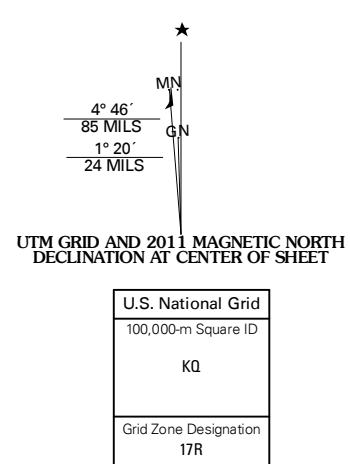 MN
4° 46´
85 MILS
GN
1° 20´
24 MILS
UTM GRID AND 2011 MAGNETIC NORTH
DECLINATION AT CENTER OF SHEET
U.S. National Grid
100,000-m Square ID
KQ
Grid Zone Designation
17R